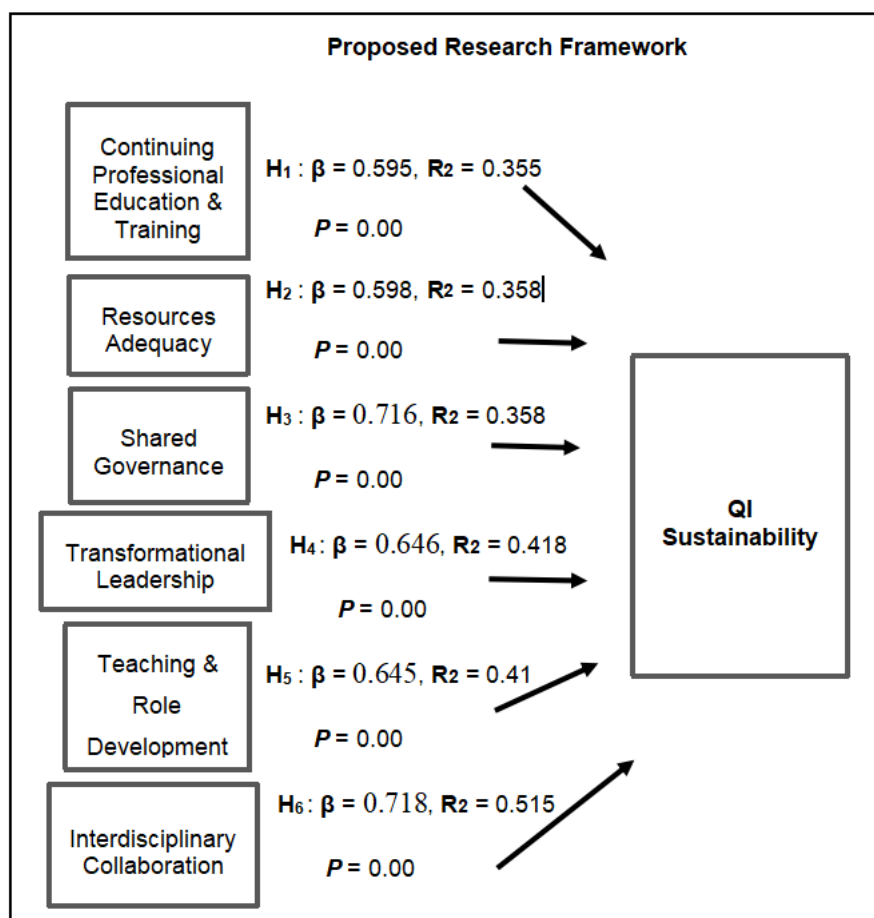 Proposed Research Framework
Continuing
Professional
Education &
Training
H₁ : β = 0.595, R2 = 0.355
P = 0.00
Resources
Adequacy
H₂ : β = 0.598, R2 = 0.358
P = 0.00
Shared
Governance
H₃ : β = 0.716, R2 = 0.358
P = 0.00
Transformational
Leadership
H₄ : β = 0.646, R2 = 0.418
P = 0.00
Teaching &
Role
Development
H₅ : β = 0.645, R2 = 0.41
P = 0.00
Interdisciplinary
Collaboration
H₆ : β = 0.718, R2 = 0.515
P = 0.00
QI
Sustainability